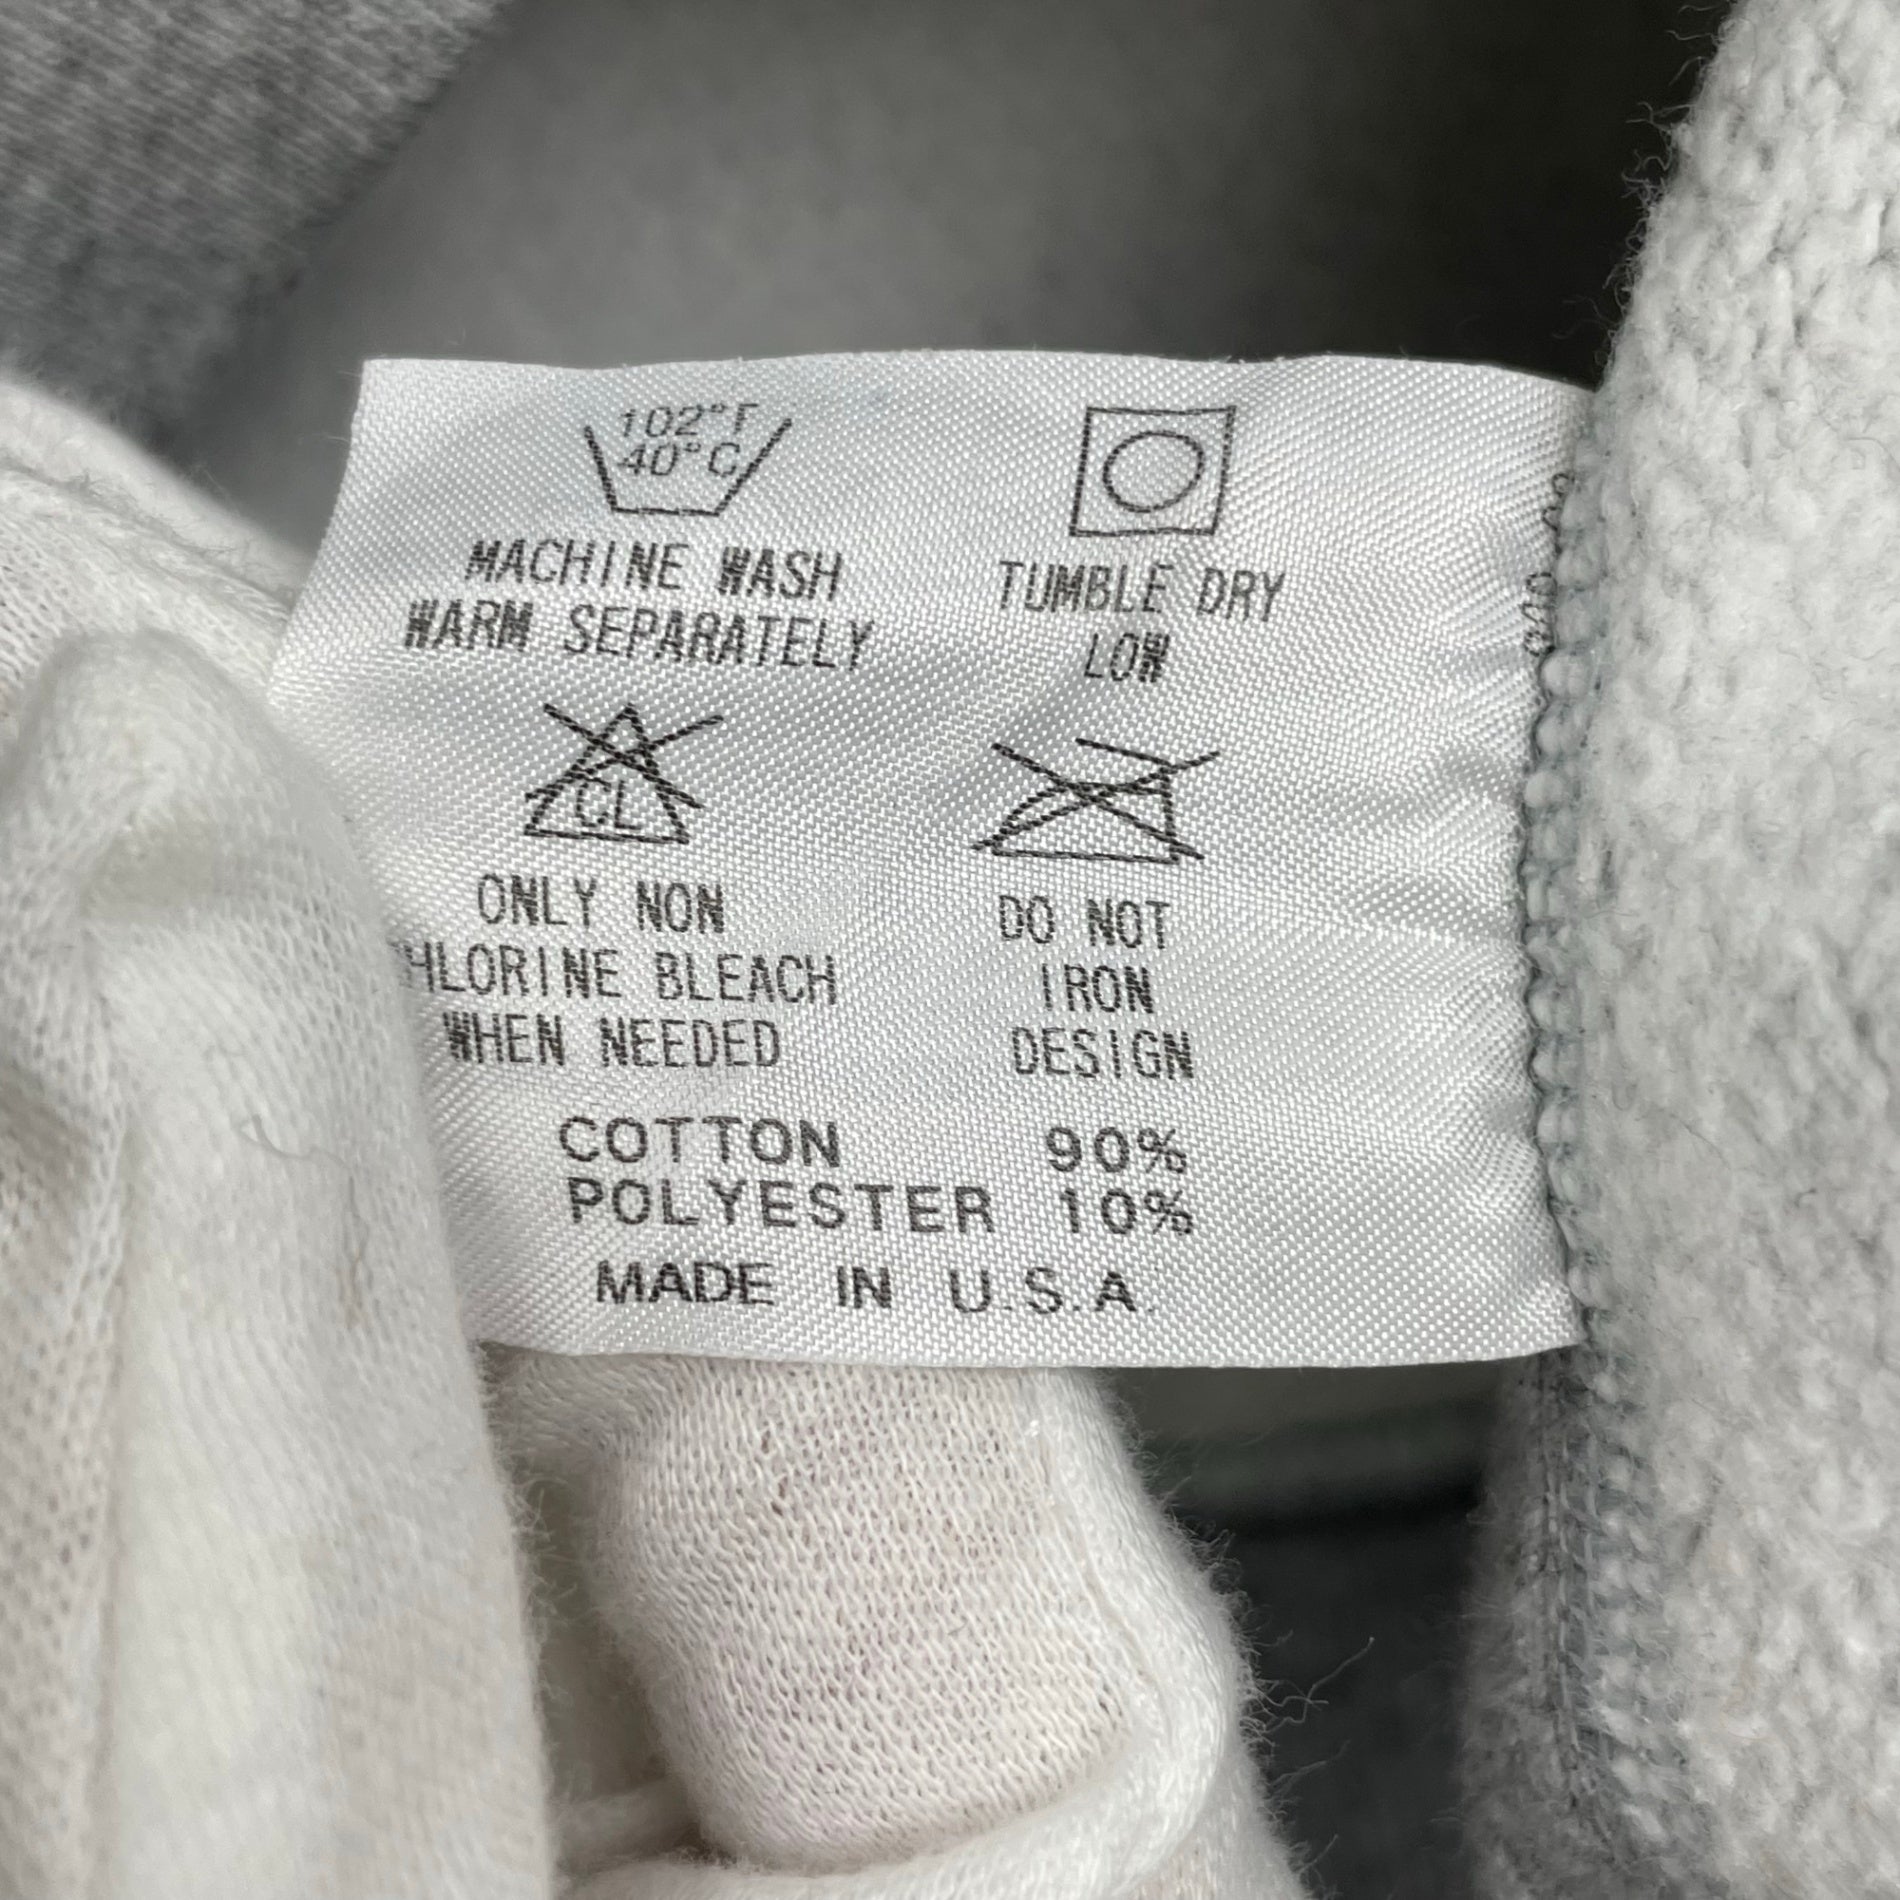 102°F
40°C
MACHINE WASH
WARM SEPARATELY
TUMBLE DRY
LOW
CL
ONLY NON
CHLORINE BLEACH
WHEN NEEDED
DO NOT
IRON
DESIGN
COTTON 90%
POLYESTER 10%
MADE IN U.S.A.